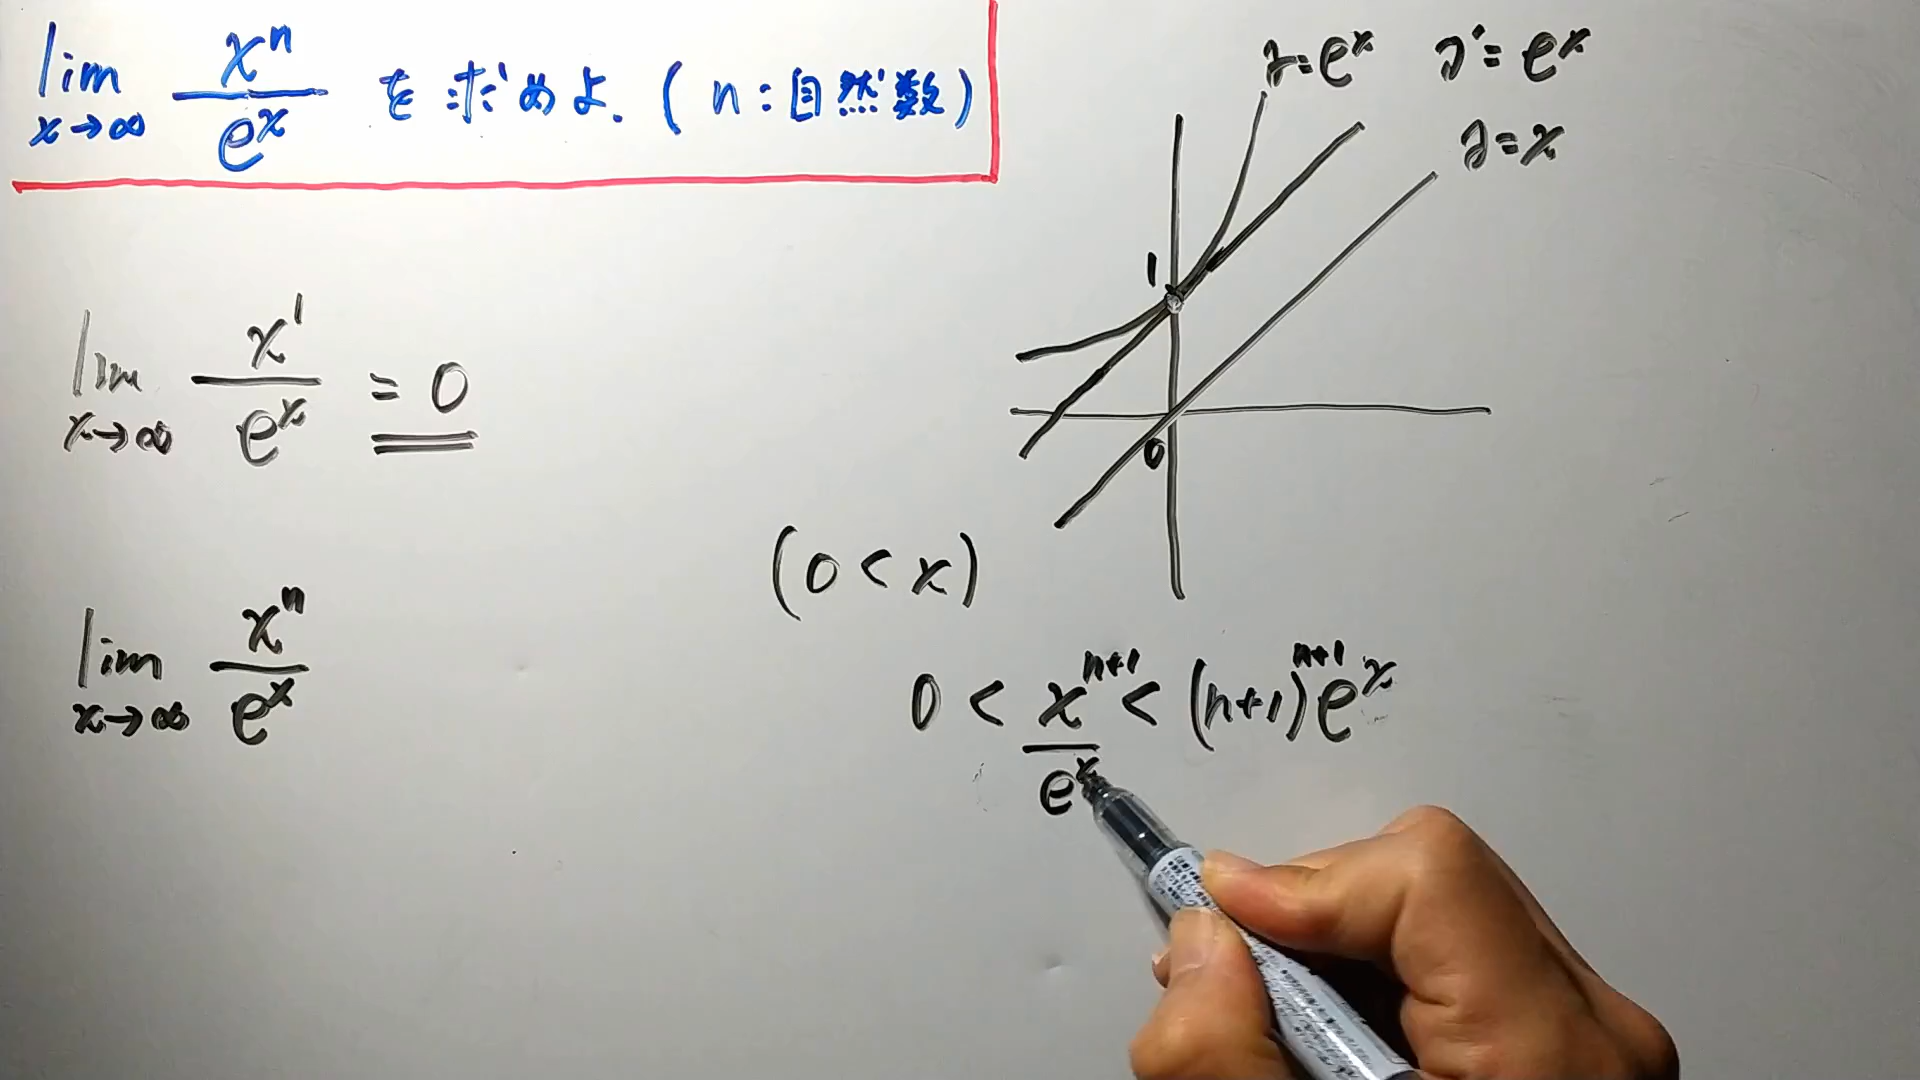 lim x→∞ xⁿ/eˣ を求めよ. (n:自然数)
y=eˣ y'=eˣ
y=x
1
0
lim x→∞ x¹/eˣ = 0
(0<x)
lim x→∞ xⁿ/eˣ
0 < xⁿ⁺¹/eˣ < (n+1)ⁿ⁺¹eˣ